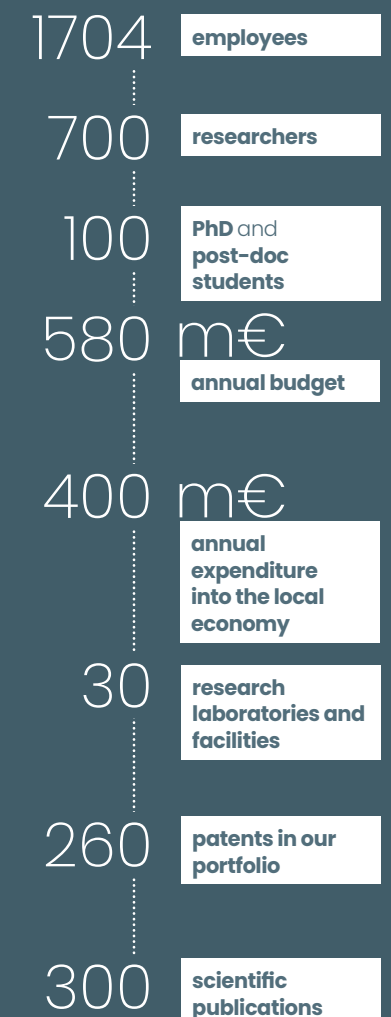 1704
employees
700
researchers
100
PhD and
post-doc
students
580 m€
annual budget
400 m€
annual
expenditure
into the local
economy
30
research
laboratories and
facilities
260
patents in our
portfolio
300
scientific
publications